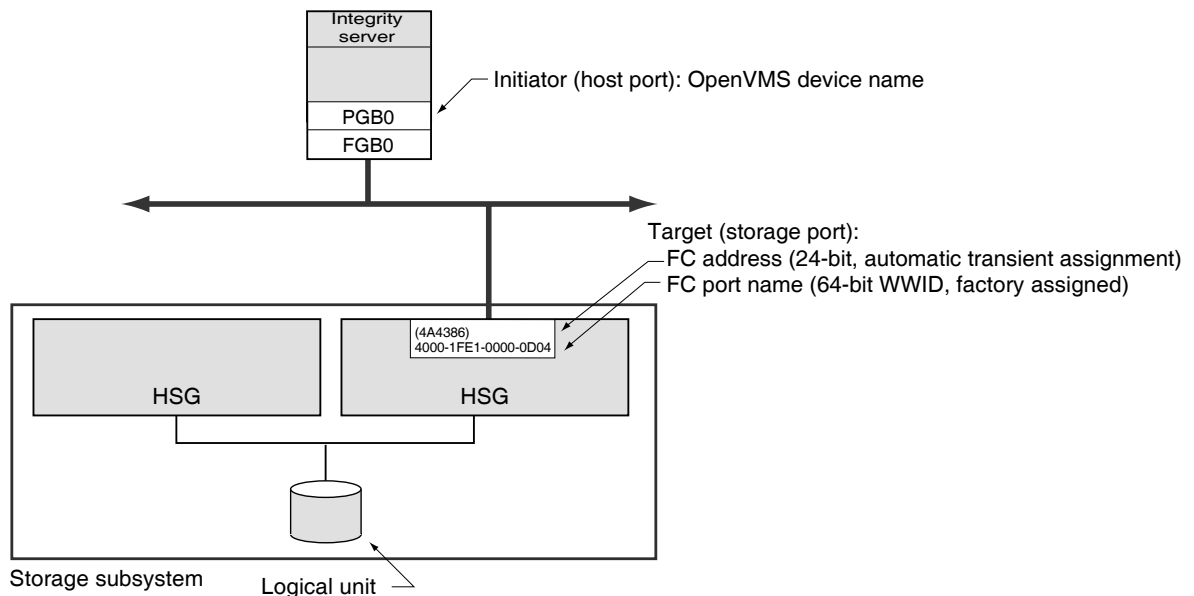 Integrity
server
Initiator (host port): OpenVMS device name
PGB0
FGB0
Target (storage port):
FC address (24-bit, automatic transient assignment)
FC port name (64-bit WWID, factory assigned)
(4A4386)
4000-1FE1-0000-0D04
HSG
HSG
Storage subsystem
Logical unit